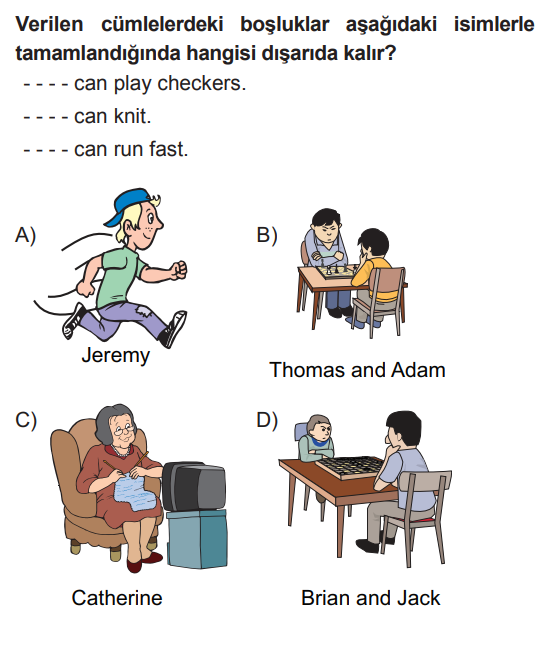 Verilen cümlelerdeki boşluklar aşağıdaki isimlerle
tamamlandığında hangisi dışarıda kalır?
- - - - can play checkers.
- - - - can knit.
- - - - can run fast.
A)
Jeremy
B)
Thomas and Adam
C)
Catherine
D)
Brian and Jack